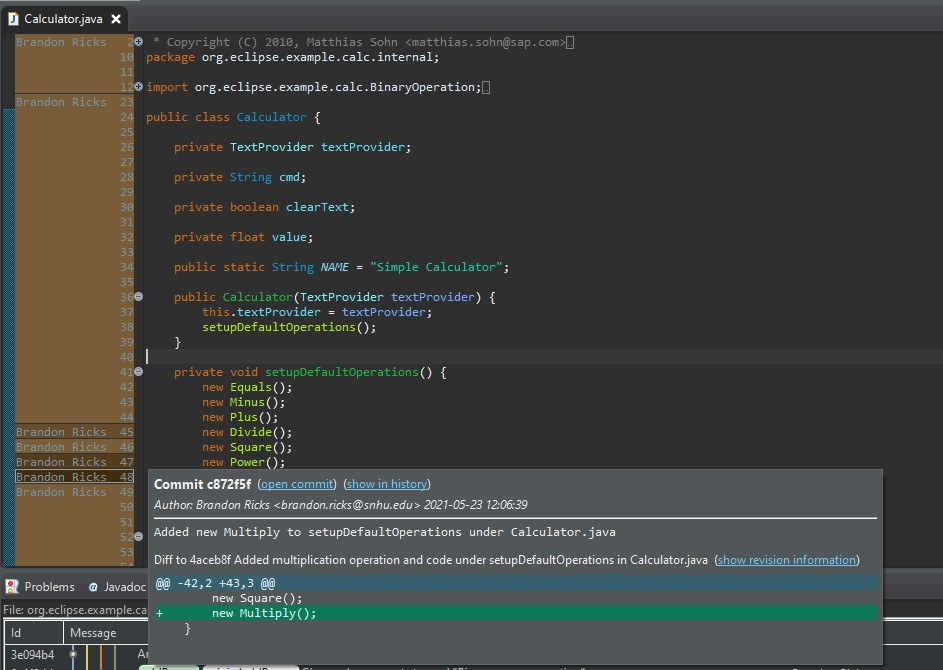 Calculator.java
Brandon Ricks 2 * Copyright (C) 2010, Matthias Sohn <matthias.sohn@sap.com>
10 package org.eclipse.example.calc.internal;
11
12 import org.eclipse.example.calc.BinaryOperation;
Brandon Ricks 23
24 public class Calculator {
25
26 private TextProvider textProvider;
27
28 private String cmd;
29
30 private boolean clearText;
31
32 private float value;
33
34 public static String NAME = "Simple Calculator";
35
36 public Calculator(TextProvider textProvider) {
37 this.textProvider = textProvider;
38 setupDefaultOperations();
39 }
40
41 private void setupDefaultOperations() {
42 new Equals();
43 new Minus();
44 new Plus();
Brandon Ricks 45 new Divide();
Brandon Ricks 46 new Square();
Brandon Ricks 47 new Power();
Brandon Ricks 48
Brandon Ricks 49
50
51
52
53
Commit c872f5f (open commit) (show in history)
Author: Brandon Ricks <brandon.ricks@snhu.edu> 2021-05-23 12:06:39
Added new Multiply to setupDefaultOperations under Calculator.java
Diff to 4aceb8f Added multiplication operation and code under setupDefaultOperations in Calculator.java (show revision information)
@@ -42,2 +43,3 @@
new Square();
+ new Multiply();
}
Problems @ Javadoc
File: org.eclipse.example.ca
Id Message
3e094b4